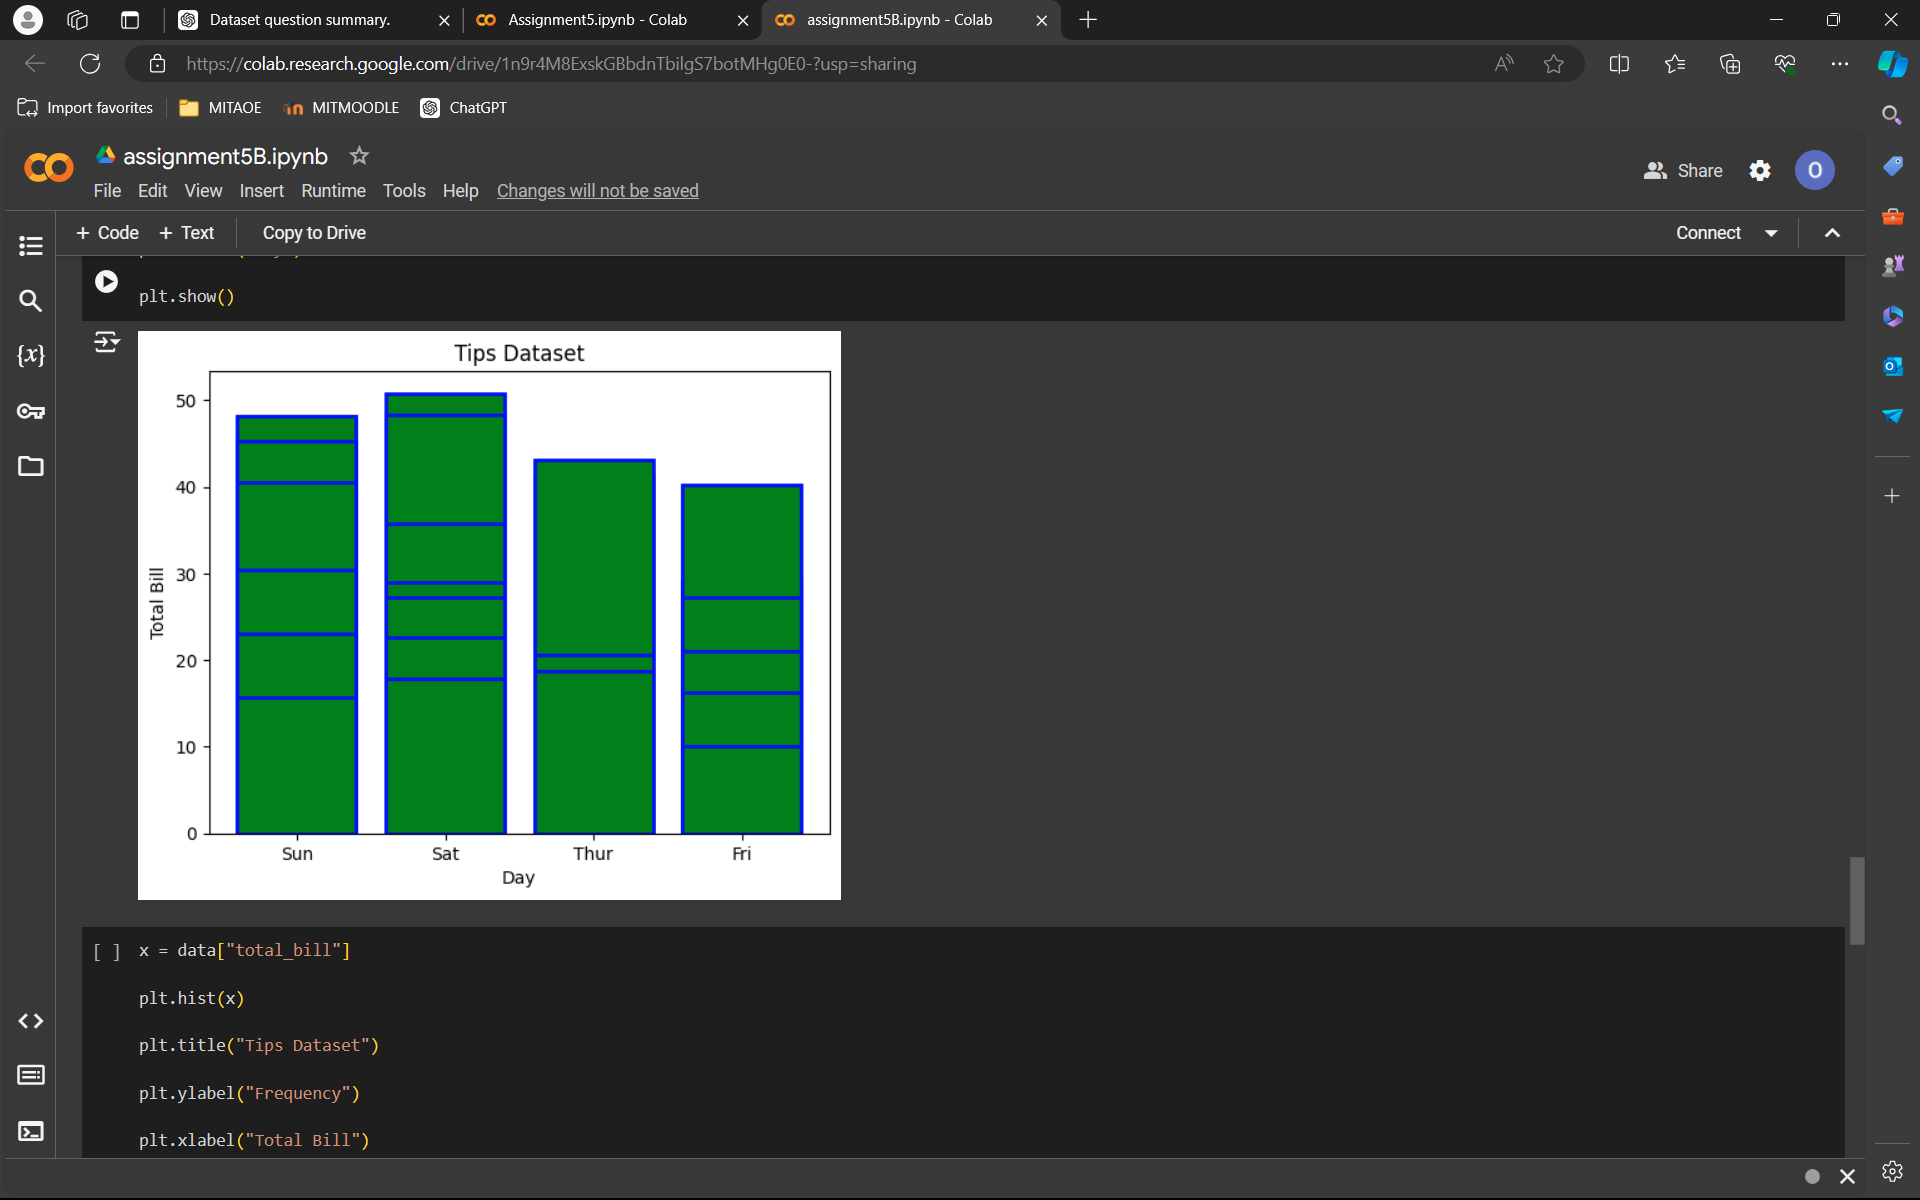 Dataset question summary.
Assignment5.ipynb - Colab
assignment5B.ipynb - Colab
https://colab.research.google.com/drive/1n9r4M8ExskGBbdnTbilgS7botMHg0E0-?usp=sharing
Import favorites
MITAOE
MITMOODLE
ChatGPT
assignment5B.ipynb
Share
O
File Edit View Insert Runtime Tools Help Changes will not be saved
+ Code + Text Copy to Drive
Connect
plt.show()
Tips Dataset
50
40
30
20
10
0
Total Bill
Sun Sat Thur Fri
Day
[ ] x = data["total_bill"]
plt.hist(x)
plt.title("Tips Dataset")
plt.ylabel("Frequency")
plt.xlabel("Total Bill")